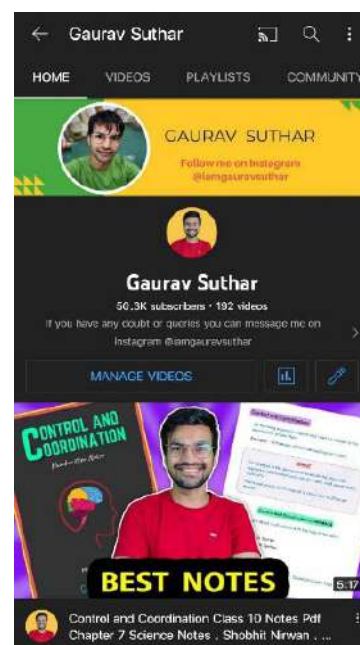 Gaurav Suthar
HOME VIDEOS PLAYLISTS COMMUNITY
GAURAV SUTHAR
Follow me on Instagram
@iamgauravsuthar
Gaurav Suthar
50.3K subscribers • 192 videos
If you have any doubt or queries you can message me on
Instagram @iamgauravsuthar
MANAGE VIDEOS
CONTROL AND
COORDINATION
BEST NOTES
5:17
Control and Coordination Class 10 Notes Pdf
Chapter 7 Science Notes . Shobhit Nirwan . ...